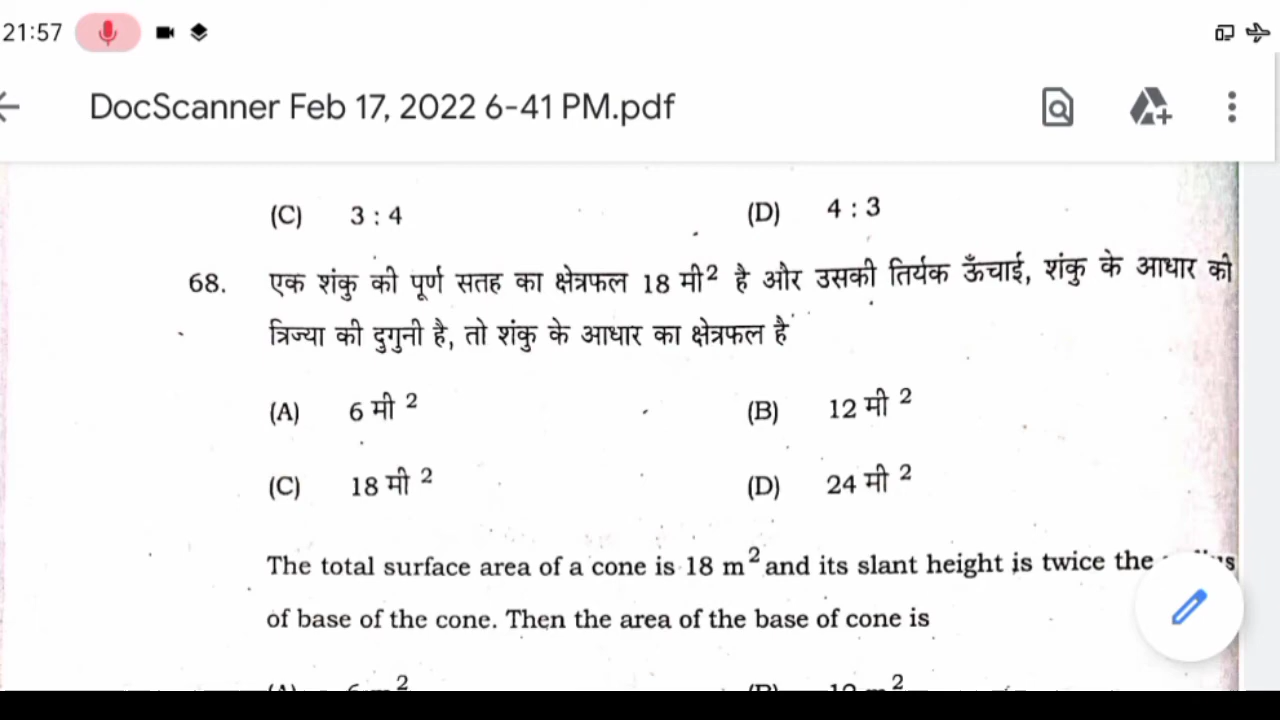 21:57
DocScanner Feb 17, 2022 6-41 PM.pdf
(C) 3 : 4 (D) 4 : 3
68. एक शंकु की पूर्ण सतह का क्षेत्रफल 18 मी² है और उसकी तिर्यक ऊँचाई, शंकु के आधार की
त्रिज्या की दुगुनी है, तो शंकु के आधार का क्षेत्रफल है
(A) 6 मी ² (B) 12 मी ²
(C) 18 मी ² (D) 24 मी ²
The total surface area of a cone is 18 m² and its slant height is twice the
of base of the cone. Then the area of the base of cone is